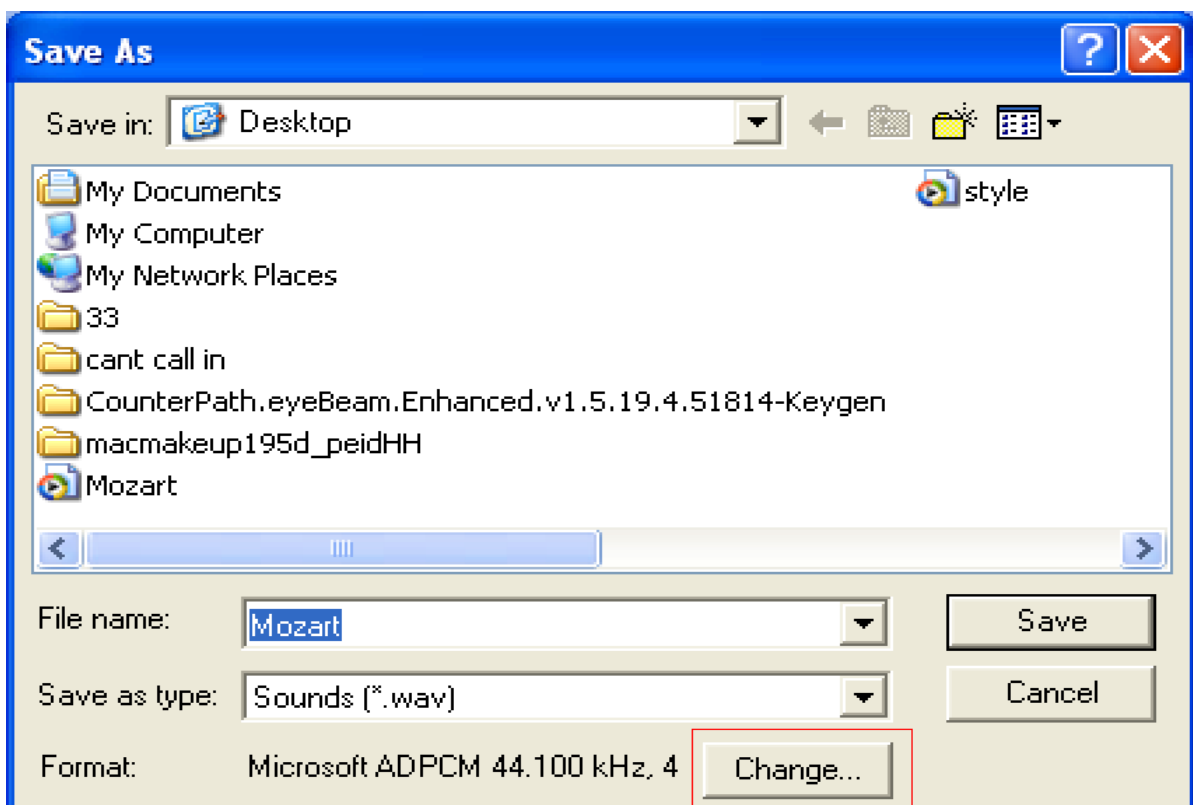 Save As
Save in: Desktop
My Documents
style
My Computer
My Network Places
33
cant call in
CounterPath.eyeBeam.Enhanced.v1.5.19.4.51814-Keygen
macmakeup195d_peidHH
Mozart
File name: Mozart Save
Save as type: Sounds (*.wav) Cancel
Format: Microsoft ADPCM 44.100 kHz, 4 Change...